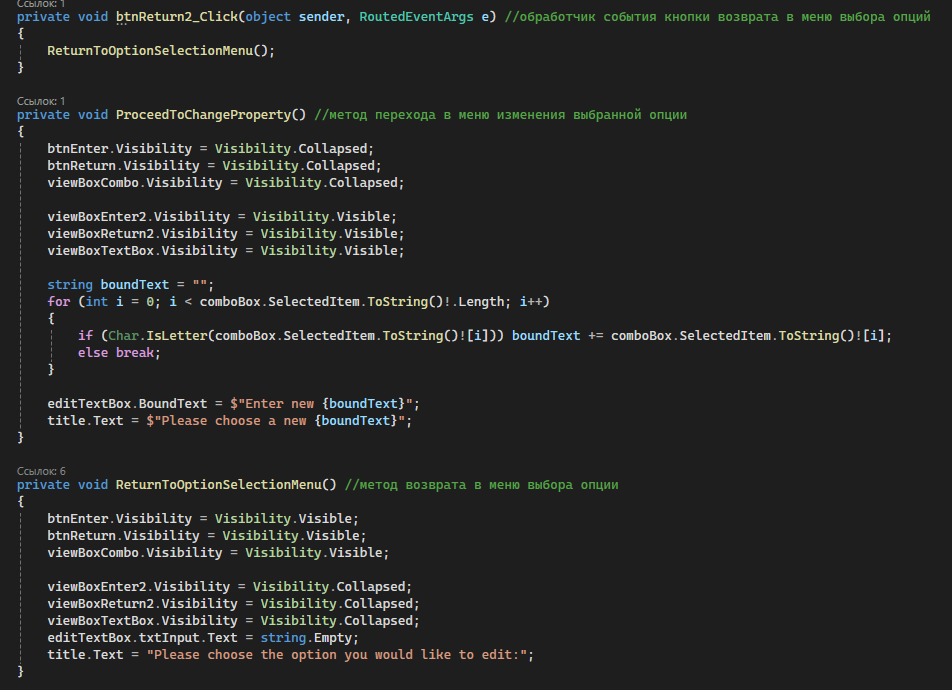 Ссылок: 1
private void btnReturn2_Click(object sender, RoutedEventArgs e) //обработчик события кнопки возврата в меню выбора опций
{
    ReturnToOptionSelectionMenu();
}
Ссылок: 1
private void ProceedToChangeProperty() //метод перехода в меню изменения выбранной опции
{
    btnEnter.Visibility = Visibility.Collapsed;
    btnReturn.Visibility = Visibility.Collapsed;
    viewBoxCombo.Visibility = Visibility.Collapsed;

    viewBoxEnter2.Visibility = Visibility.Visible;
    viewBoxReturn2.Visibility = Visibility.Visible;
    viewBoxTextBox.Visibility = Visibility.Visible;

    string boundText = "";
    for (int i = 0; i < comboBox.SelectedItem.ToString()!.Length; i++)
    {
        if (Char.IsLetter(comboBox.SelectedItem.ToString()![i])) boundText += comboBox.SelectedItem.ToString()![i];
        else break;
    }

    editTextBox.BoundText = $"Enter new {boundText}";
    title.Text = $"Please choose a new {boundText}";
}
Ссылок: 6
private void ReturnToOptionSelectionMenu() //метод возврата в меню выбора опции
{
    btnEnter.Visibility = Visibility.Visible;
    btnReturn.Visibility = Visibility.Visible;
    viewBoxCombo.Visibility = Visibility.Visible;

    viewBoxEnter2.Visibility = Visibility.Collapsed;
    viewBoxReturn2.Visibility = Visibility.Collapsed;
    viewBoxTextBox.Visibility = Visibility.Collapsed;
    editTextBox.txtInput.Text = string.Empty;
    title.Text = "Please choose the option you would like to edit:";
}